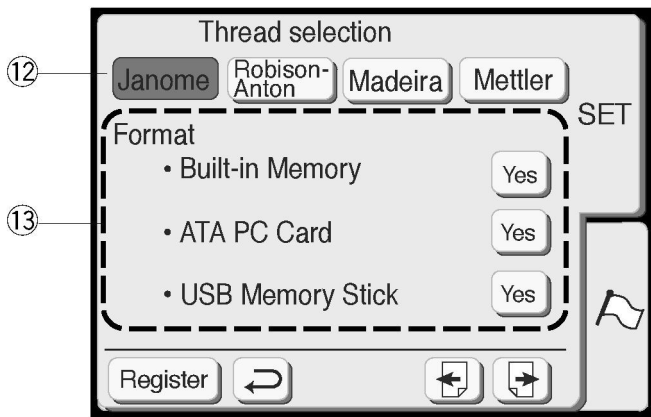 Thread selection
⑫
Janome
Robison-
Anton
Madeira
Mettler
SET
Format
⑬
• Built-in Memory
Yes
• ATA PC Card
Yes
• USB Memory Stick
Yes
Register